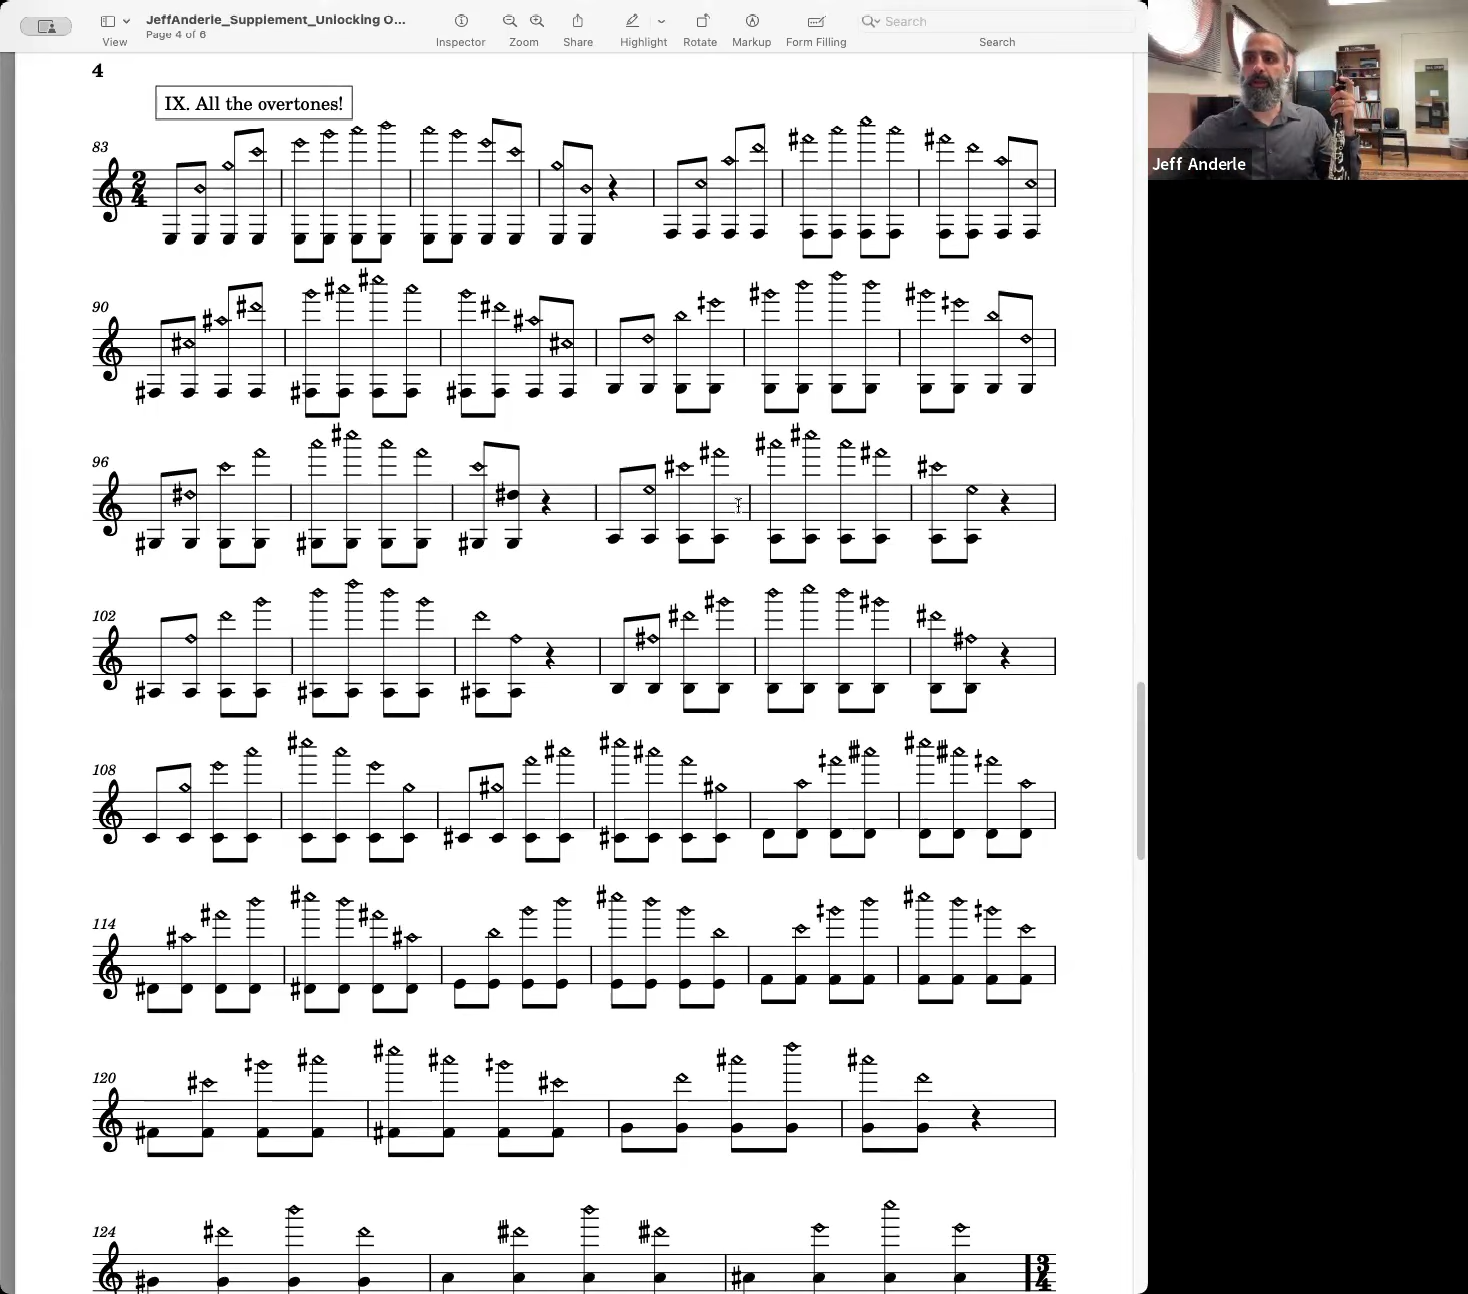 JeffAnderle_Supplement_Unlocking O...
Page 4 of 6
View
Inspector
Zoom
Share
Highlight
Rotate
Markup
Form Filling
Search
Search
Jeff Anderle
4
IX. All the overtones!
83
2
4
90
96
102
108
114
120
124
3
4